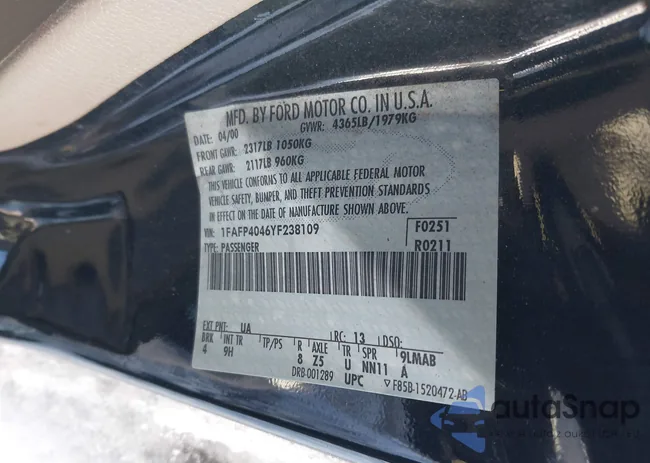 MFD. BY FORD MOTOR CO. IN U.S.A.
DATE: 04/00 GVWR: 4365LB/1979KG
FRONT GAWR: 2317LB 1050KG
REAR GAWR: 2117LB 960KG
THIS VEHICLE CONFORMS TO ALL APPLICABLE FEDERAL MOTOR
VEHICLE SAFETY, BUMPER, AND THEFT PREVENTION STANDARDS
IN EFFECT ON THE DATE OF MANUFACTURE SHOWN ABOVE.
VIN: 1FAFP4046YF238109 F0251
TYPE: PASSENGER R0211
EXT PNT: UA RC: 13 DSO:
BRK INT TR TP/PS R AXLE TR SPR 9LMAB
4 9H 8 Z5 U NN11 A
DRB-001289 UPC ▽F85B-1520472-AB
autoSnap